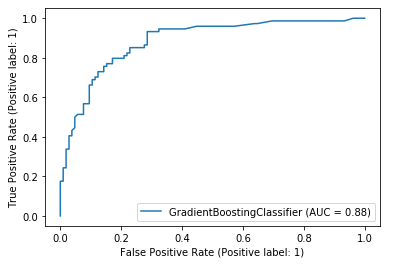 1.0
0.8
0.6
0.4
0.2
0.0
True Positive Rate (Positive label: 1)
GradientBoostingClassifier (AUC = 0.88)
0.0 0.2 0.4 0.6 0.8 1.0
False Positive Rate (Positive label: 1)